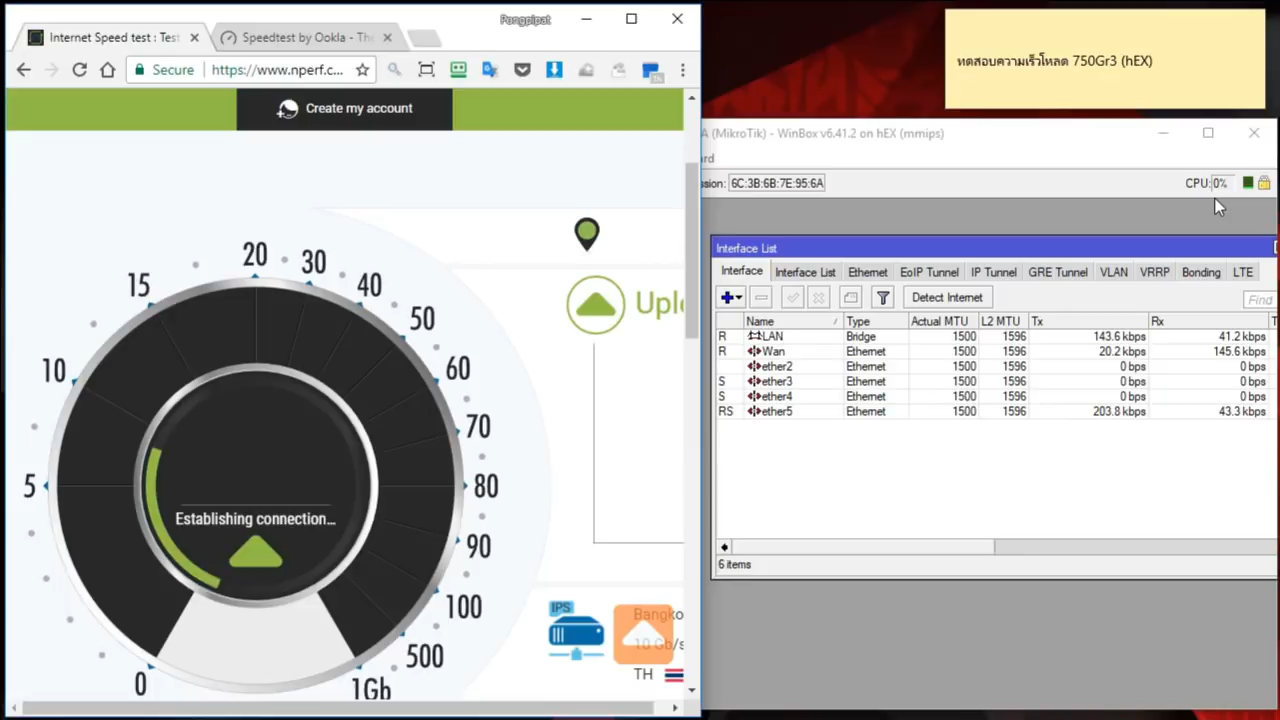 Pongpipat
Internet Speed test : Test
Speedtest by Ookla - The
Secure
https://www.nperf.c...
Create my account
Uplo
5
10
15
20
30
40
50
60
70
80
90
100
500
1Gb
0
Establishing connection...
IPS
Bangko
10 Gb/s
TH
ทดสอบความเร็วโหลด 750Gr3 (hEX)
A (MikroTik) - WinBox v6.41.2 on hEX (mmips)
ard
ssion: 6C:3B:6B:7E:95:6A
CPU: 0%
Interface List
Interface Interface List Ethernet EoIP Tunnel IP Tunnel GRE Tunnel VLAN VRRP Bonding LTE
Detect Internet
Find
Name / Type Actual MTU L2 MTU Tx Rx T
R LAN Bridge 1500 1596 143.6 kbps 41.2 kbps
R Wan Ethernet 1500 1596 20.2 kbps 145.6 kbps
ether2 Ethernet 1500 1596 0 bps 0 bps
S ether3 Ethernet 1500 1596 0 bps 0 bps
S ether4 Ethernet 1500 1596 0 bps 0 bps
RS ether5 Ethernet 1500 1596 203.8 kbps 43.3 kbps
6 items